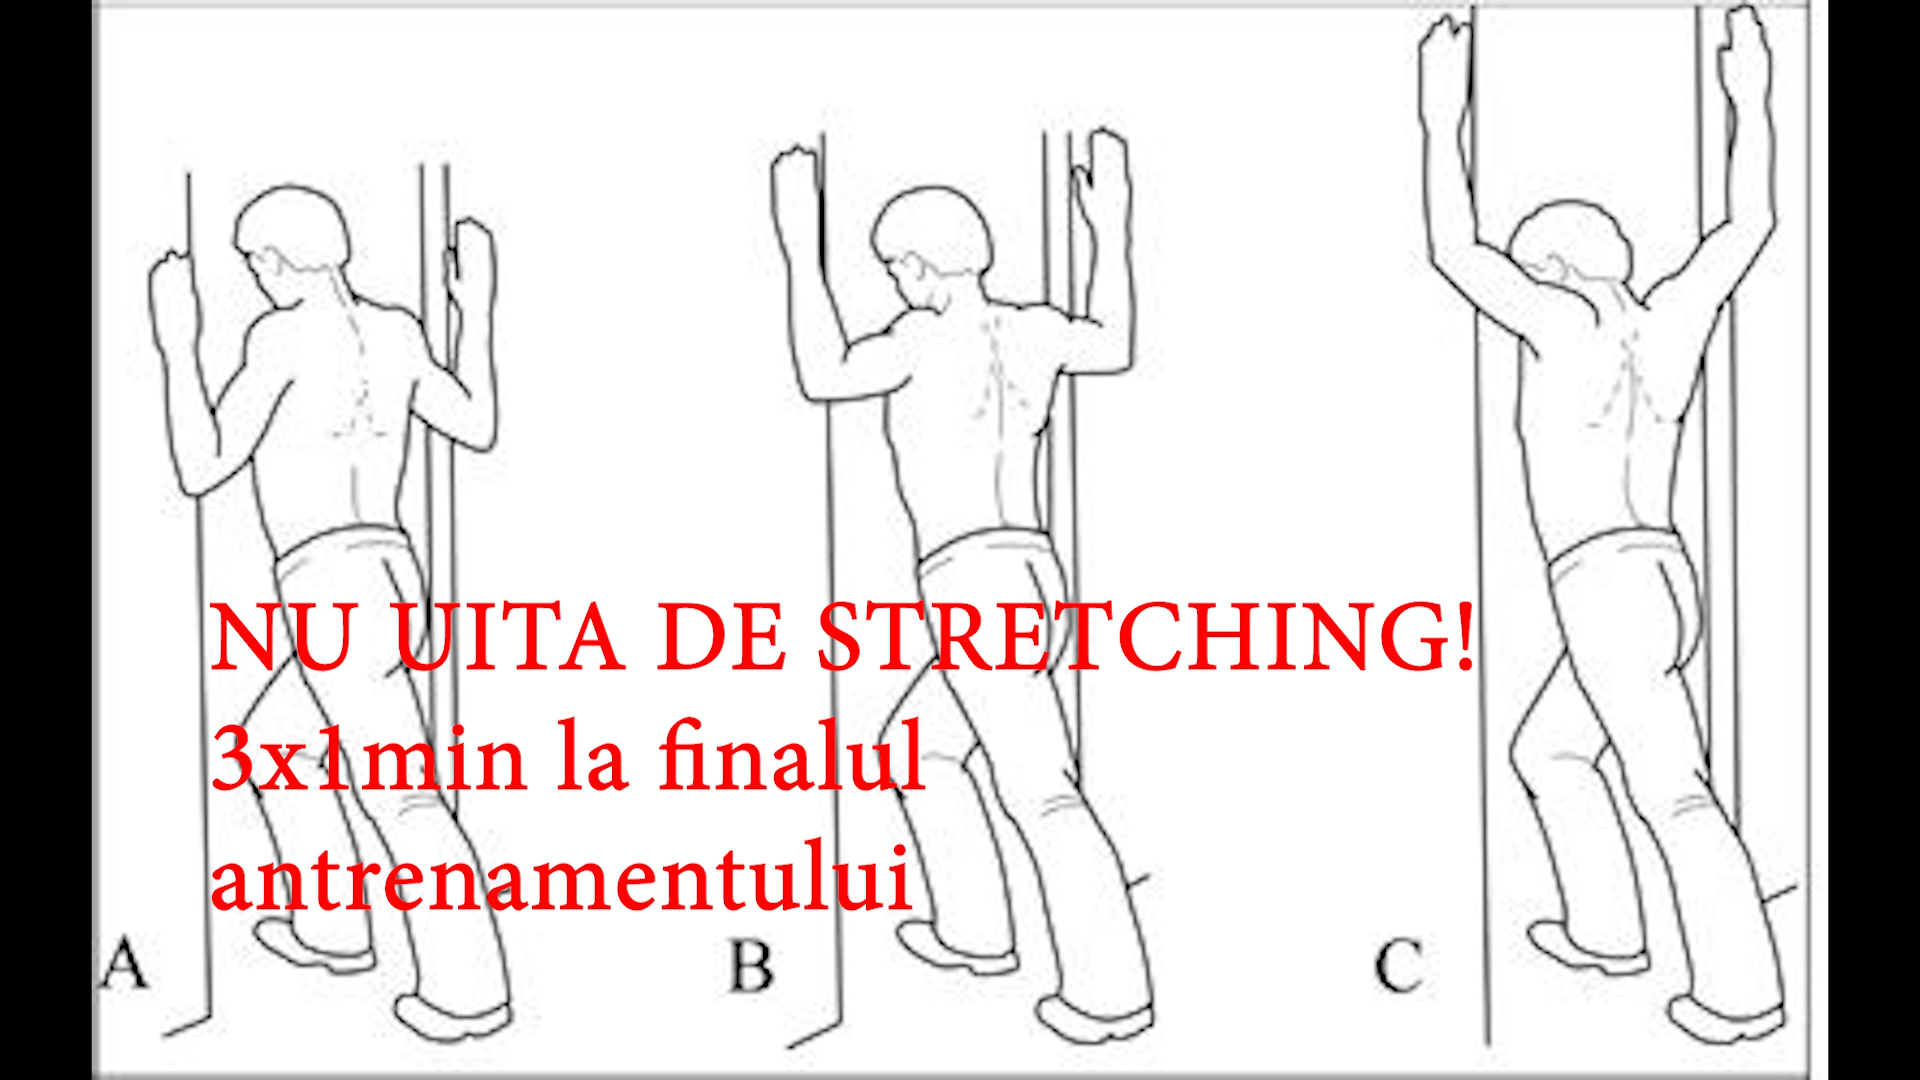 NU UITA DE STRETCHING!
3x1min la finalul
antrenamentului
A B C